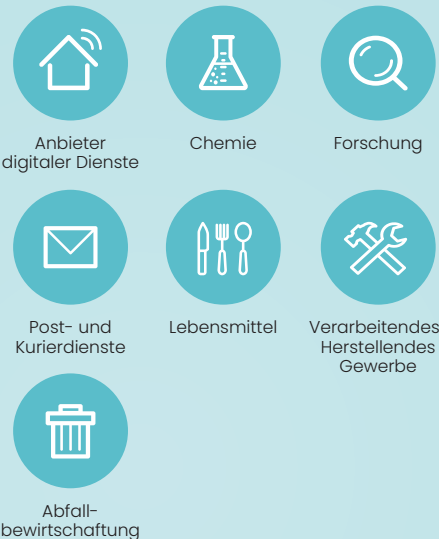 Anbieter
digitaler Dienste
Chemie
Forschung
Post- und
Kurierdienste
Lebensmittel
Verarbeitendes
Herstellendes
Gewerbe
Abfall-
bewirtschaftung